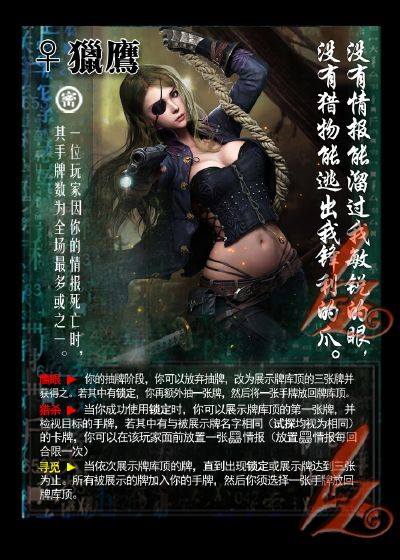 ♀ 獵鷹
密
一位玩家因你的情报死亡时，
其手牌数为全场最多或之一。
没有情报能溜过我敏锐的眼，
没有猎物能逃出我锋利的爪。
鹰眼 ▶ 你的抽牌阶段，你可以放弃抽牌，改为展示牌库顶的三张牌并
获得之。若其中有锁定，你再额外抽一张牌，然后将一张手牌放回牌库顶。
猎杀 ▶ 当你成功使用锁定时，你可以展示牌库顶的第一张牌，并
检视目标的手牌，若其中有与被展示牌名字相同（试探均视为相同）
的卡牌，你可以在该玩家面前放置一张黑情报（放置黑情报每回
合限一次）
寻觅 ▶ 当依次展示牌库顶的牌，直到出现锁定或展示牌达到三张
为止。所有被展示的牌加入你的手牌，然后你须选择一张手牌放回
牌库顶。